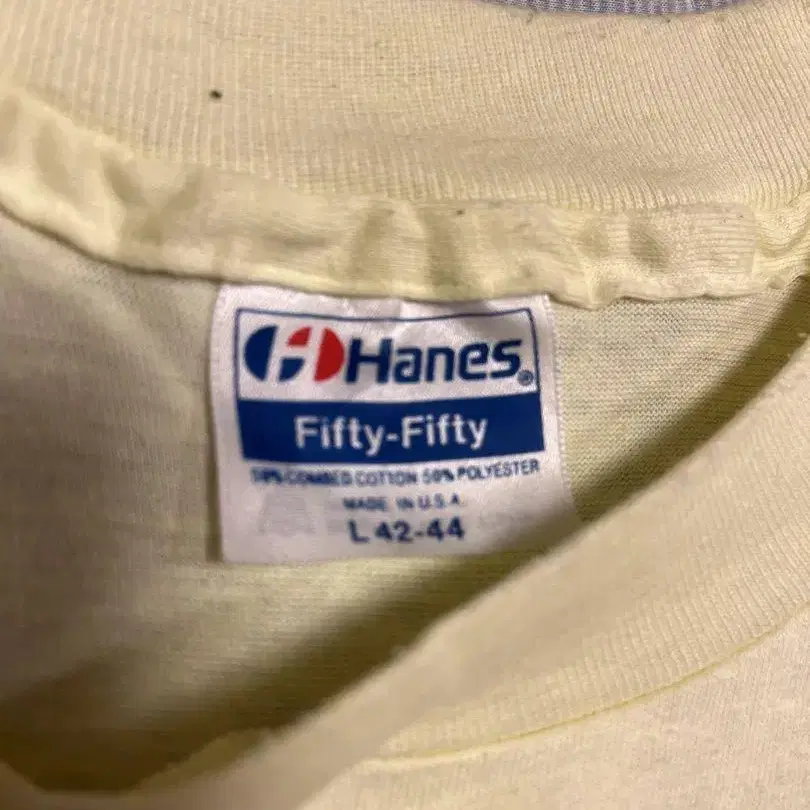 Hanes®
Fifty-Fifty
50% COMBED COTTON 50% POLYESTER
MADE IN U.S.A.
L 42-44